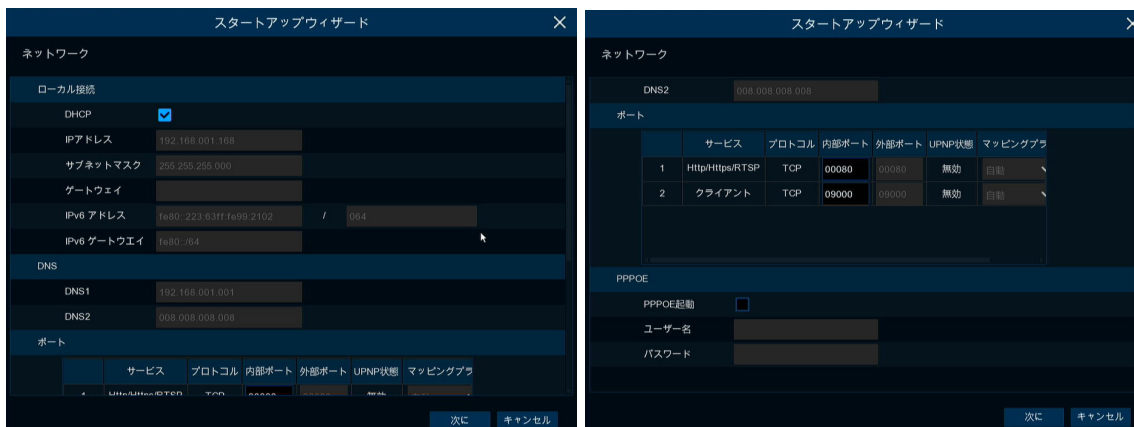 スタートアップウィザード
ネットワーク
ローカル接続
DHCP
IPアドレス 192.168.001.168
サブネットマスク 255.255.255.000
ゲートウェイ
IPv6 アドレス fe80::223:63ff:fe99:2102 / 064
IPv6 ゲートウエイ fe80::/64
DNS
DNS1 192.168.001.001
DNS2 008.008.008.008
ポート
サービス プロトコル 内部ポート 外部ポート UPNP状態 マッピングプラ
1 Http/Https/RTSP TCP
次に キャンセル
スタートアップウィザード
ネットワーク
DNS2 008.008.008.008
ポート
サービス プロトコル 内部ポート 外部ポート UPNP状態 マッピングプラ
1 Http/Https/RTSP TCP 00080 00080 無効 自動
2 クライアント TCP 09000 09000 無効 自動
PPPOE
PPPOE起動
ユーザー名
パスワード
次に キャンセル